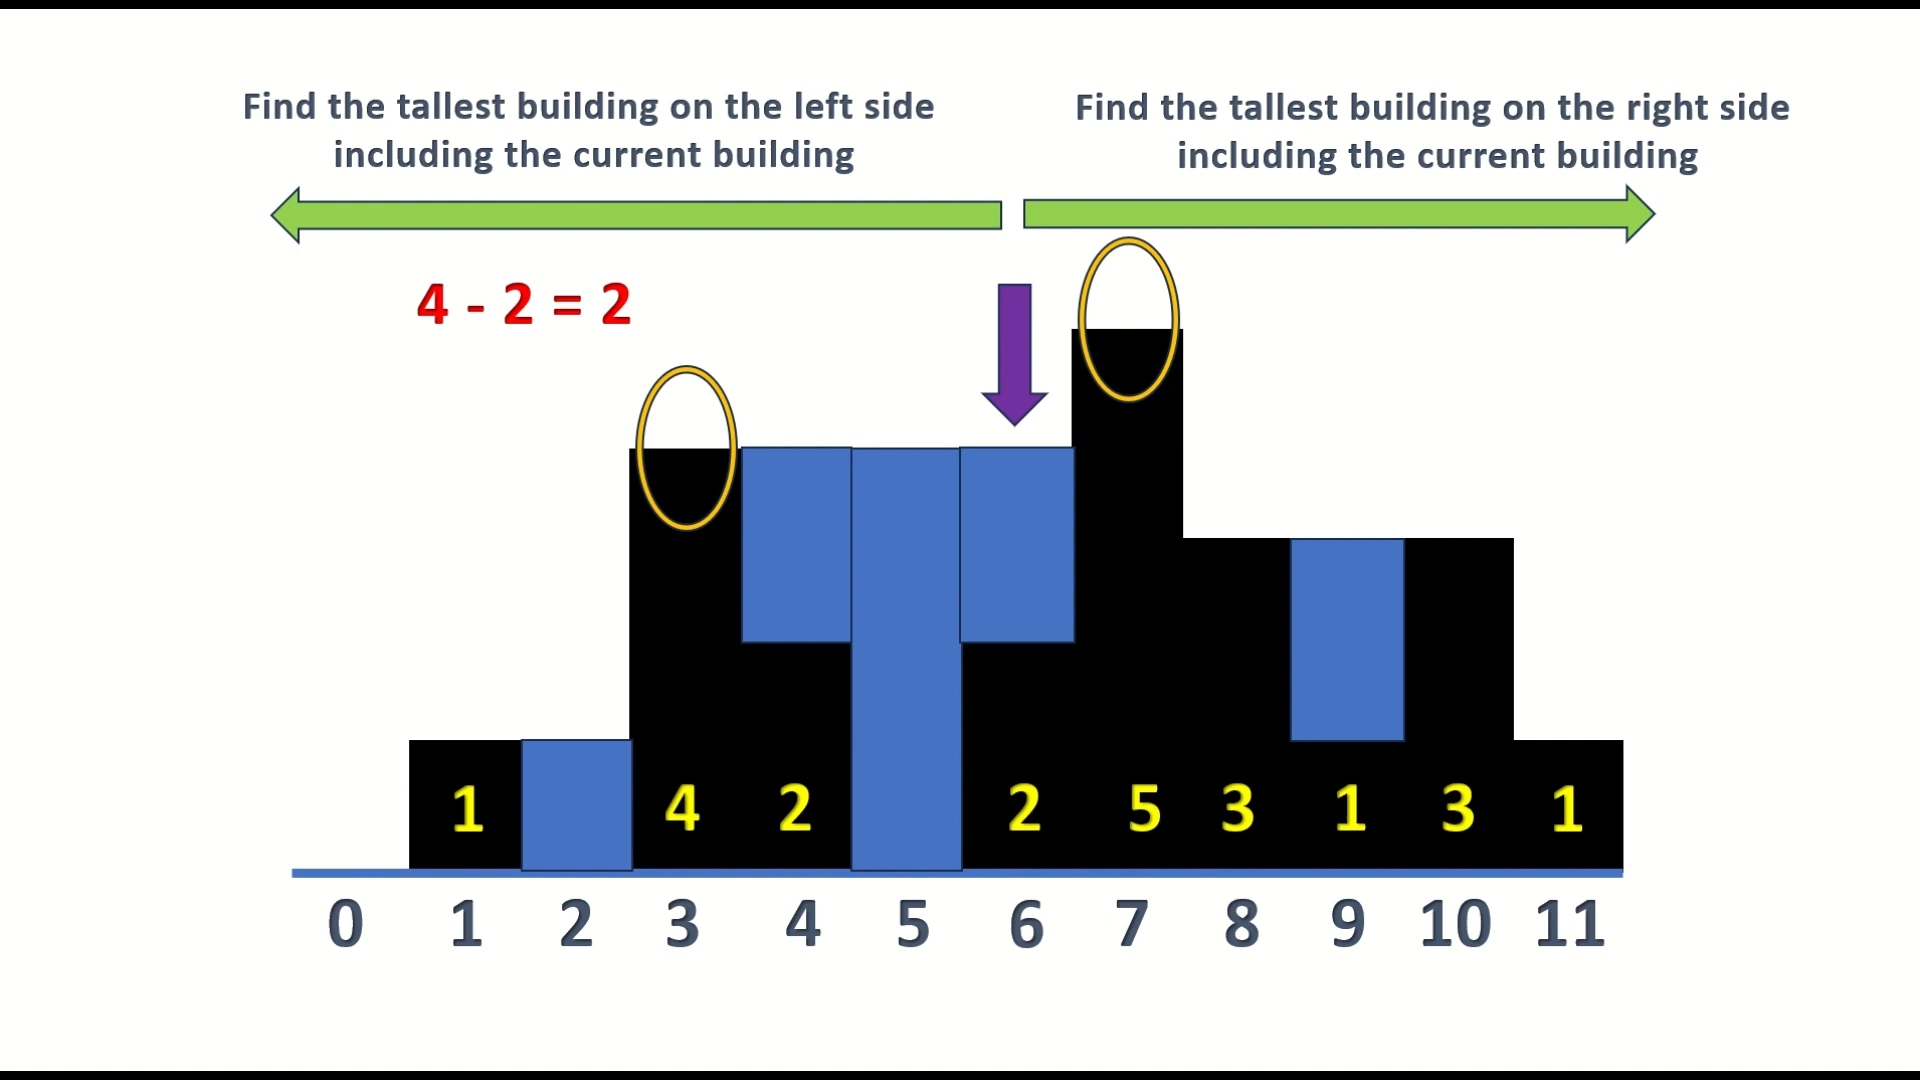 Find the tallest building on the left side
including the current building
Find the tallest building on the right side
including the current building
4 - 2 = 2
1 4 2 2 5 3 1 3 1
0 1 2 3 4 5 6 7 8 9 10 11